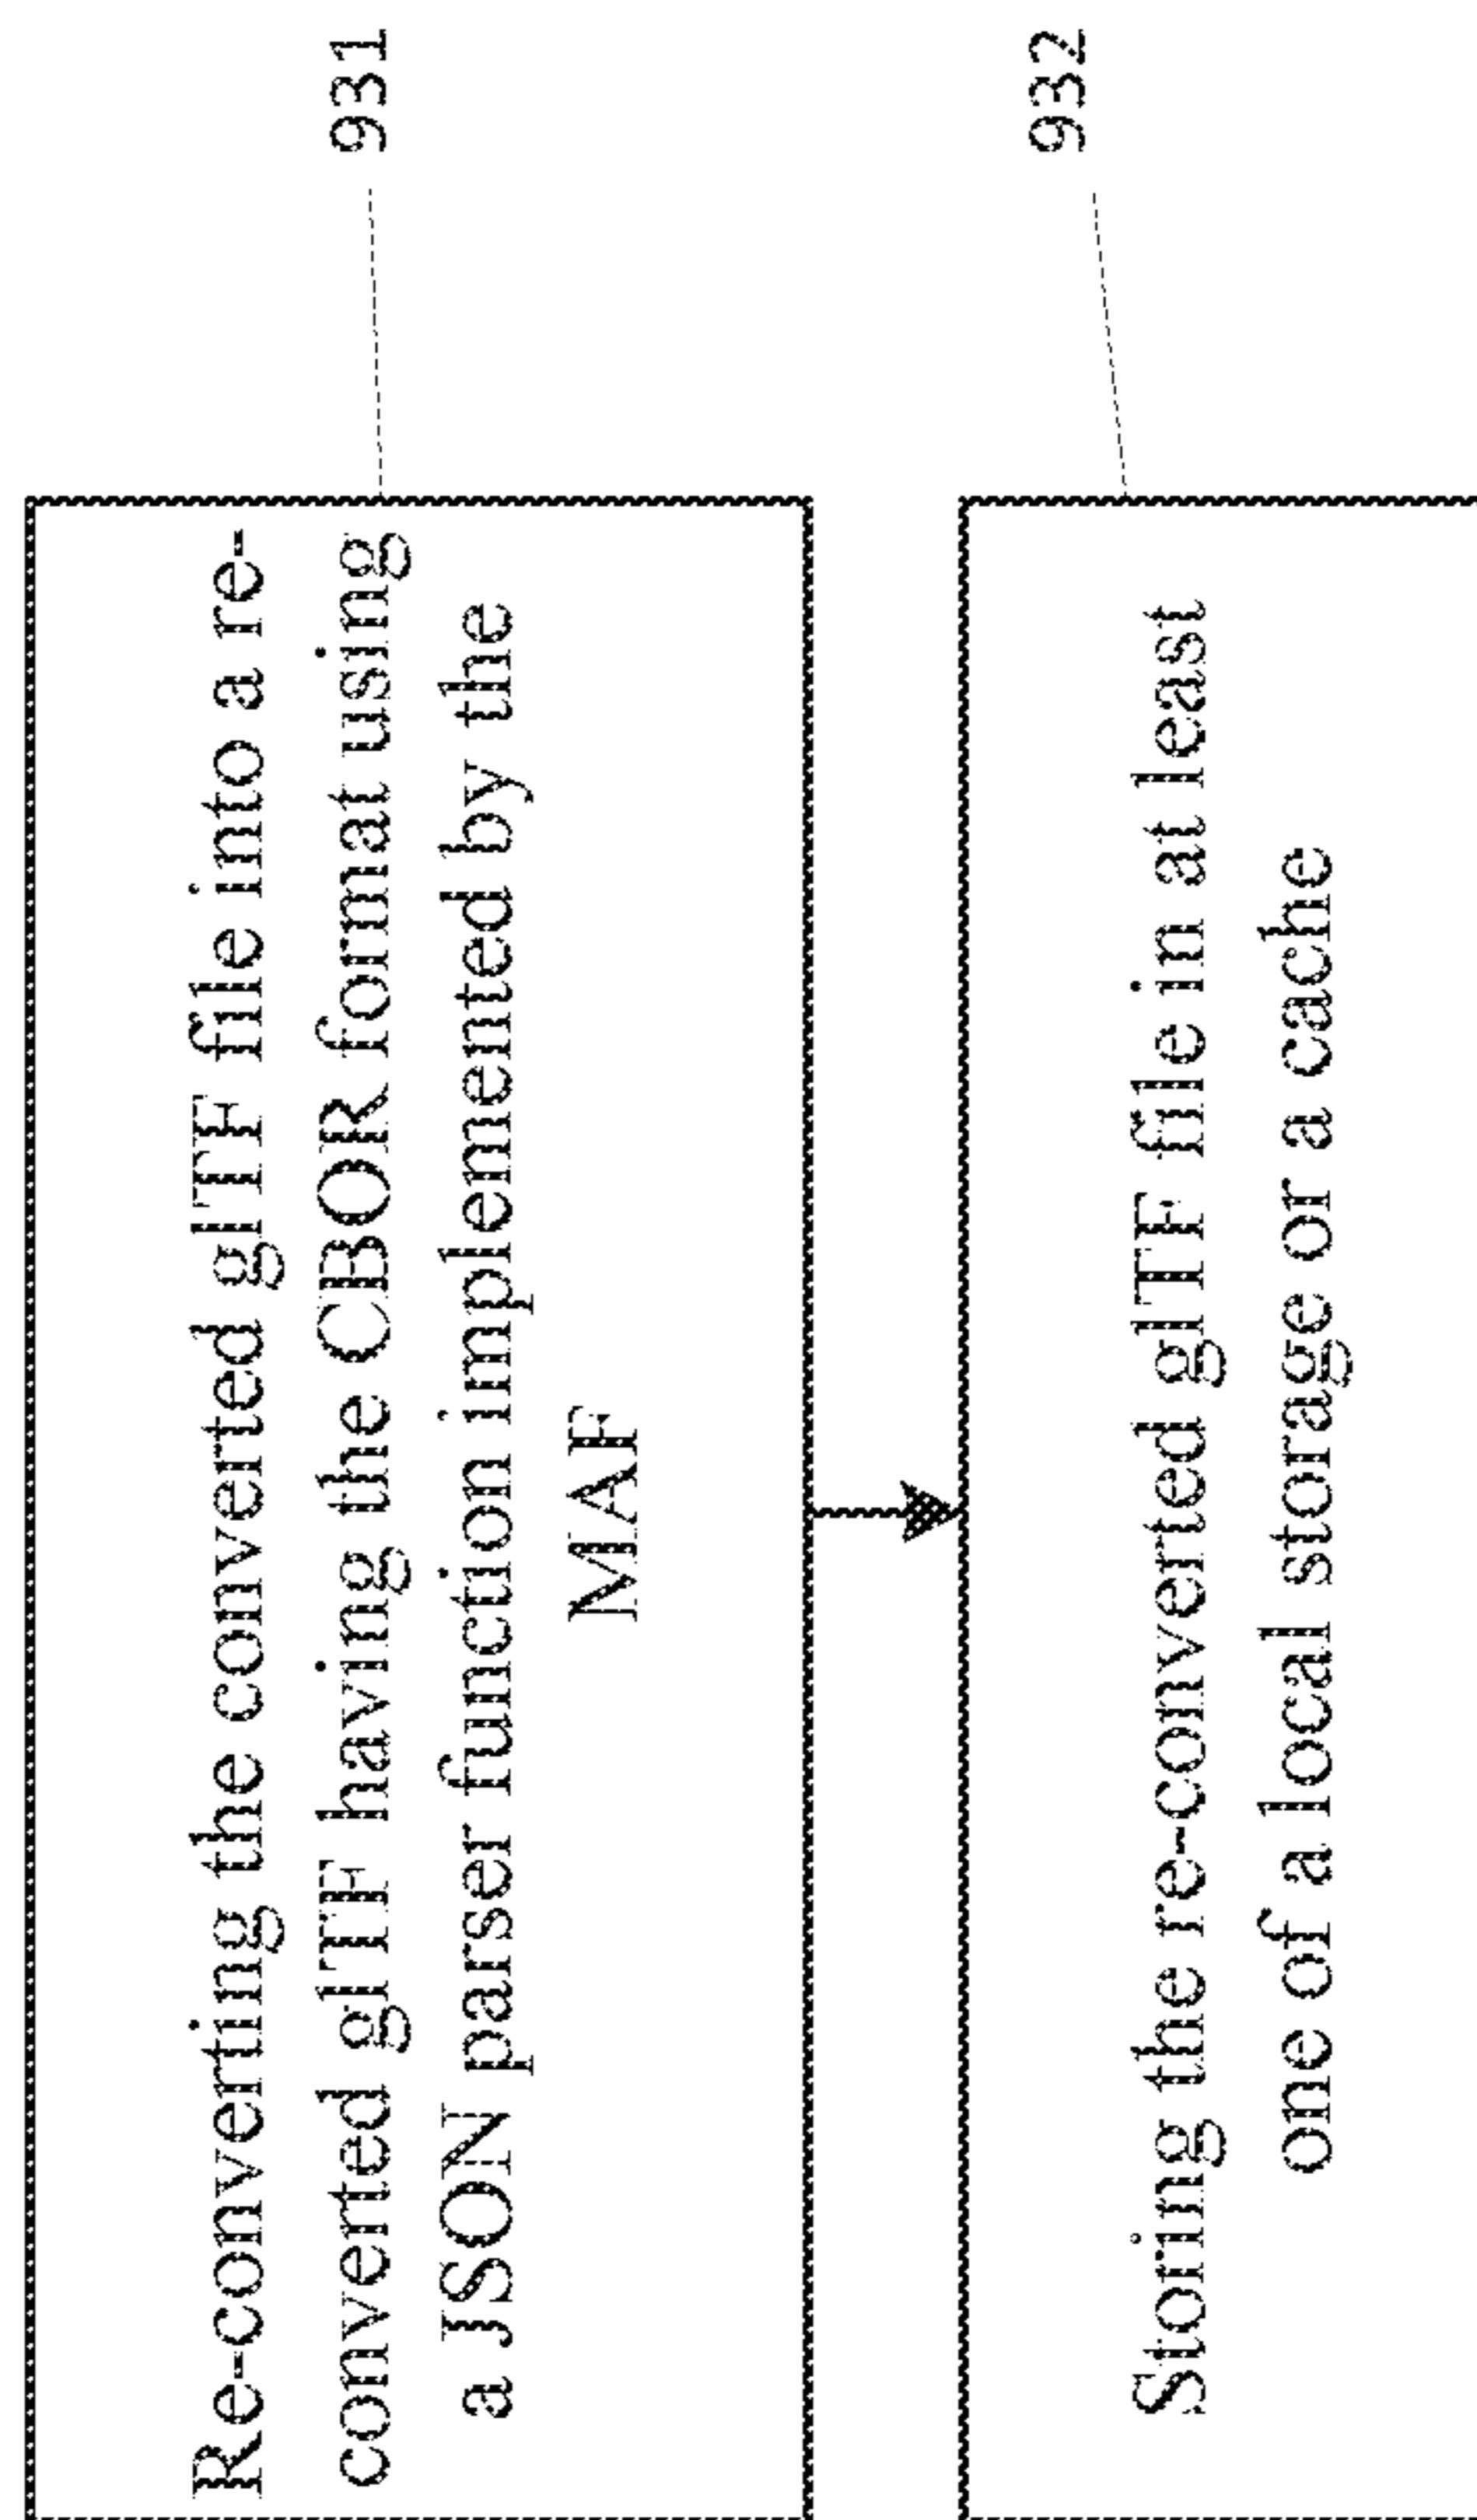 Re-converting the converted glTF file into a re-
converted glTF having the CBOR format using
a JSON parser function implemented by the
MAF
931
Storing the re-converted glTF file in at least
one of a local storage or a cache
932